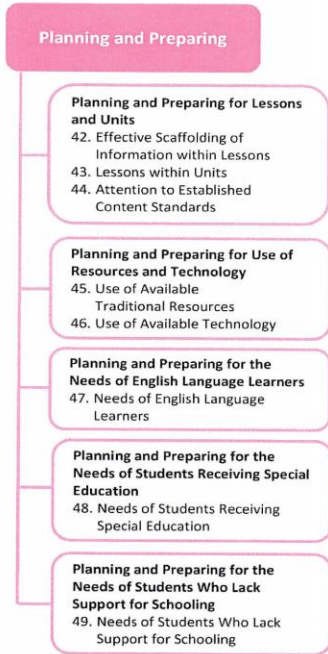 Planning and Preparing
Planning and Preparing for Lessons
and Units
42. Effective Scaffolding of
Information within Lessons
43. Lessons within Units
44. Attention to Established
Content Standards
Planning and Preparing for Use of
Resources and Technology
45. Use of Available
Traditional Resources
46. Use of Available Technology
Planning and Preparing for the
Needs of English Language Learners
47. Needs of English Language
Learners
Planning and Preparing for the
Needs of Students Receiving Special
Education
48. Needs of Students Receiving
Special Education
Planning and Preparing for the
Needs of Students Who Lack
Support for Schooling
49. Needs of Students Who Lack
Support for Schooling